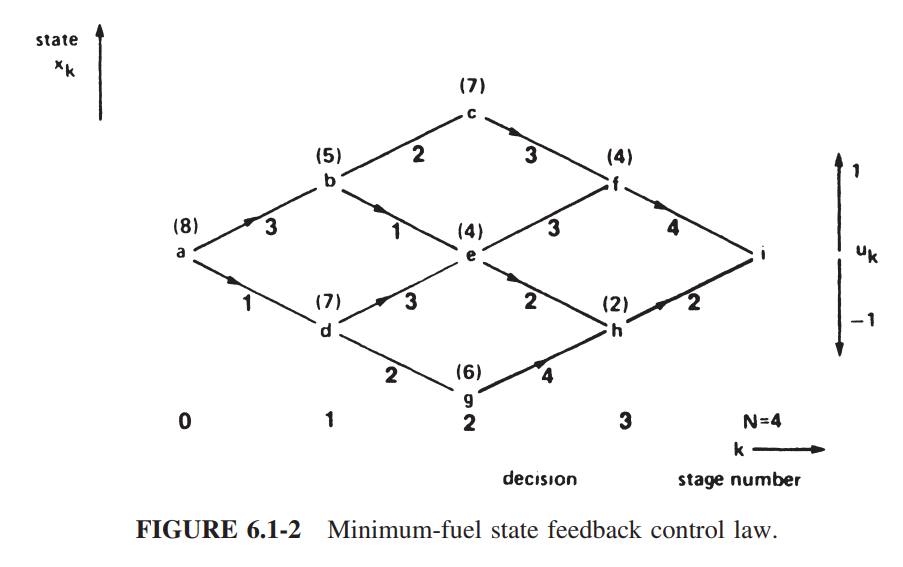 state
xk
(7)
c
(5)
2
3
(4)
b
f
1
(8)
3
1
(4)
3
4
a
e
i
uk
1
(7)
3
2
(2)
2
−1
d
h
2
(6)
4
g
0
1
2
3
N=4
k
decision
stage number
FIGURE 6.1-2 Minimum-fuel state feedback control law.